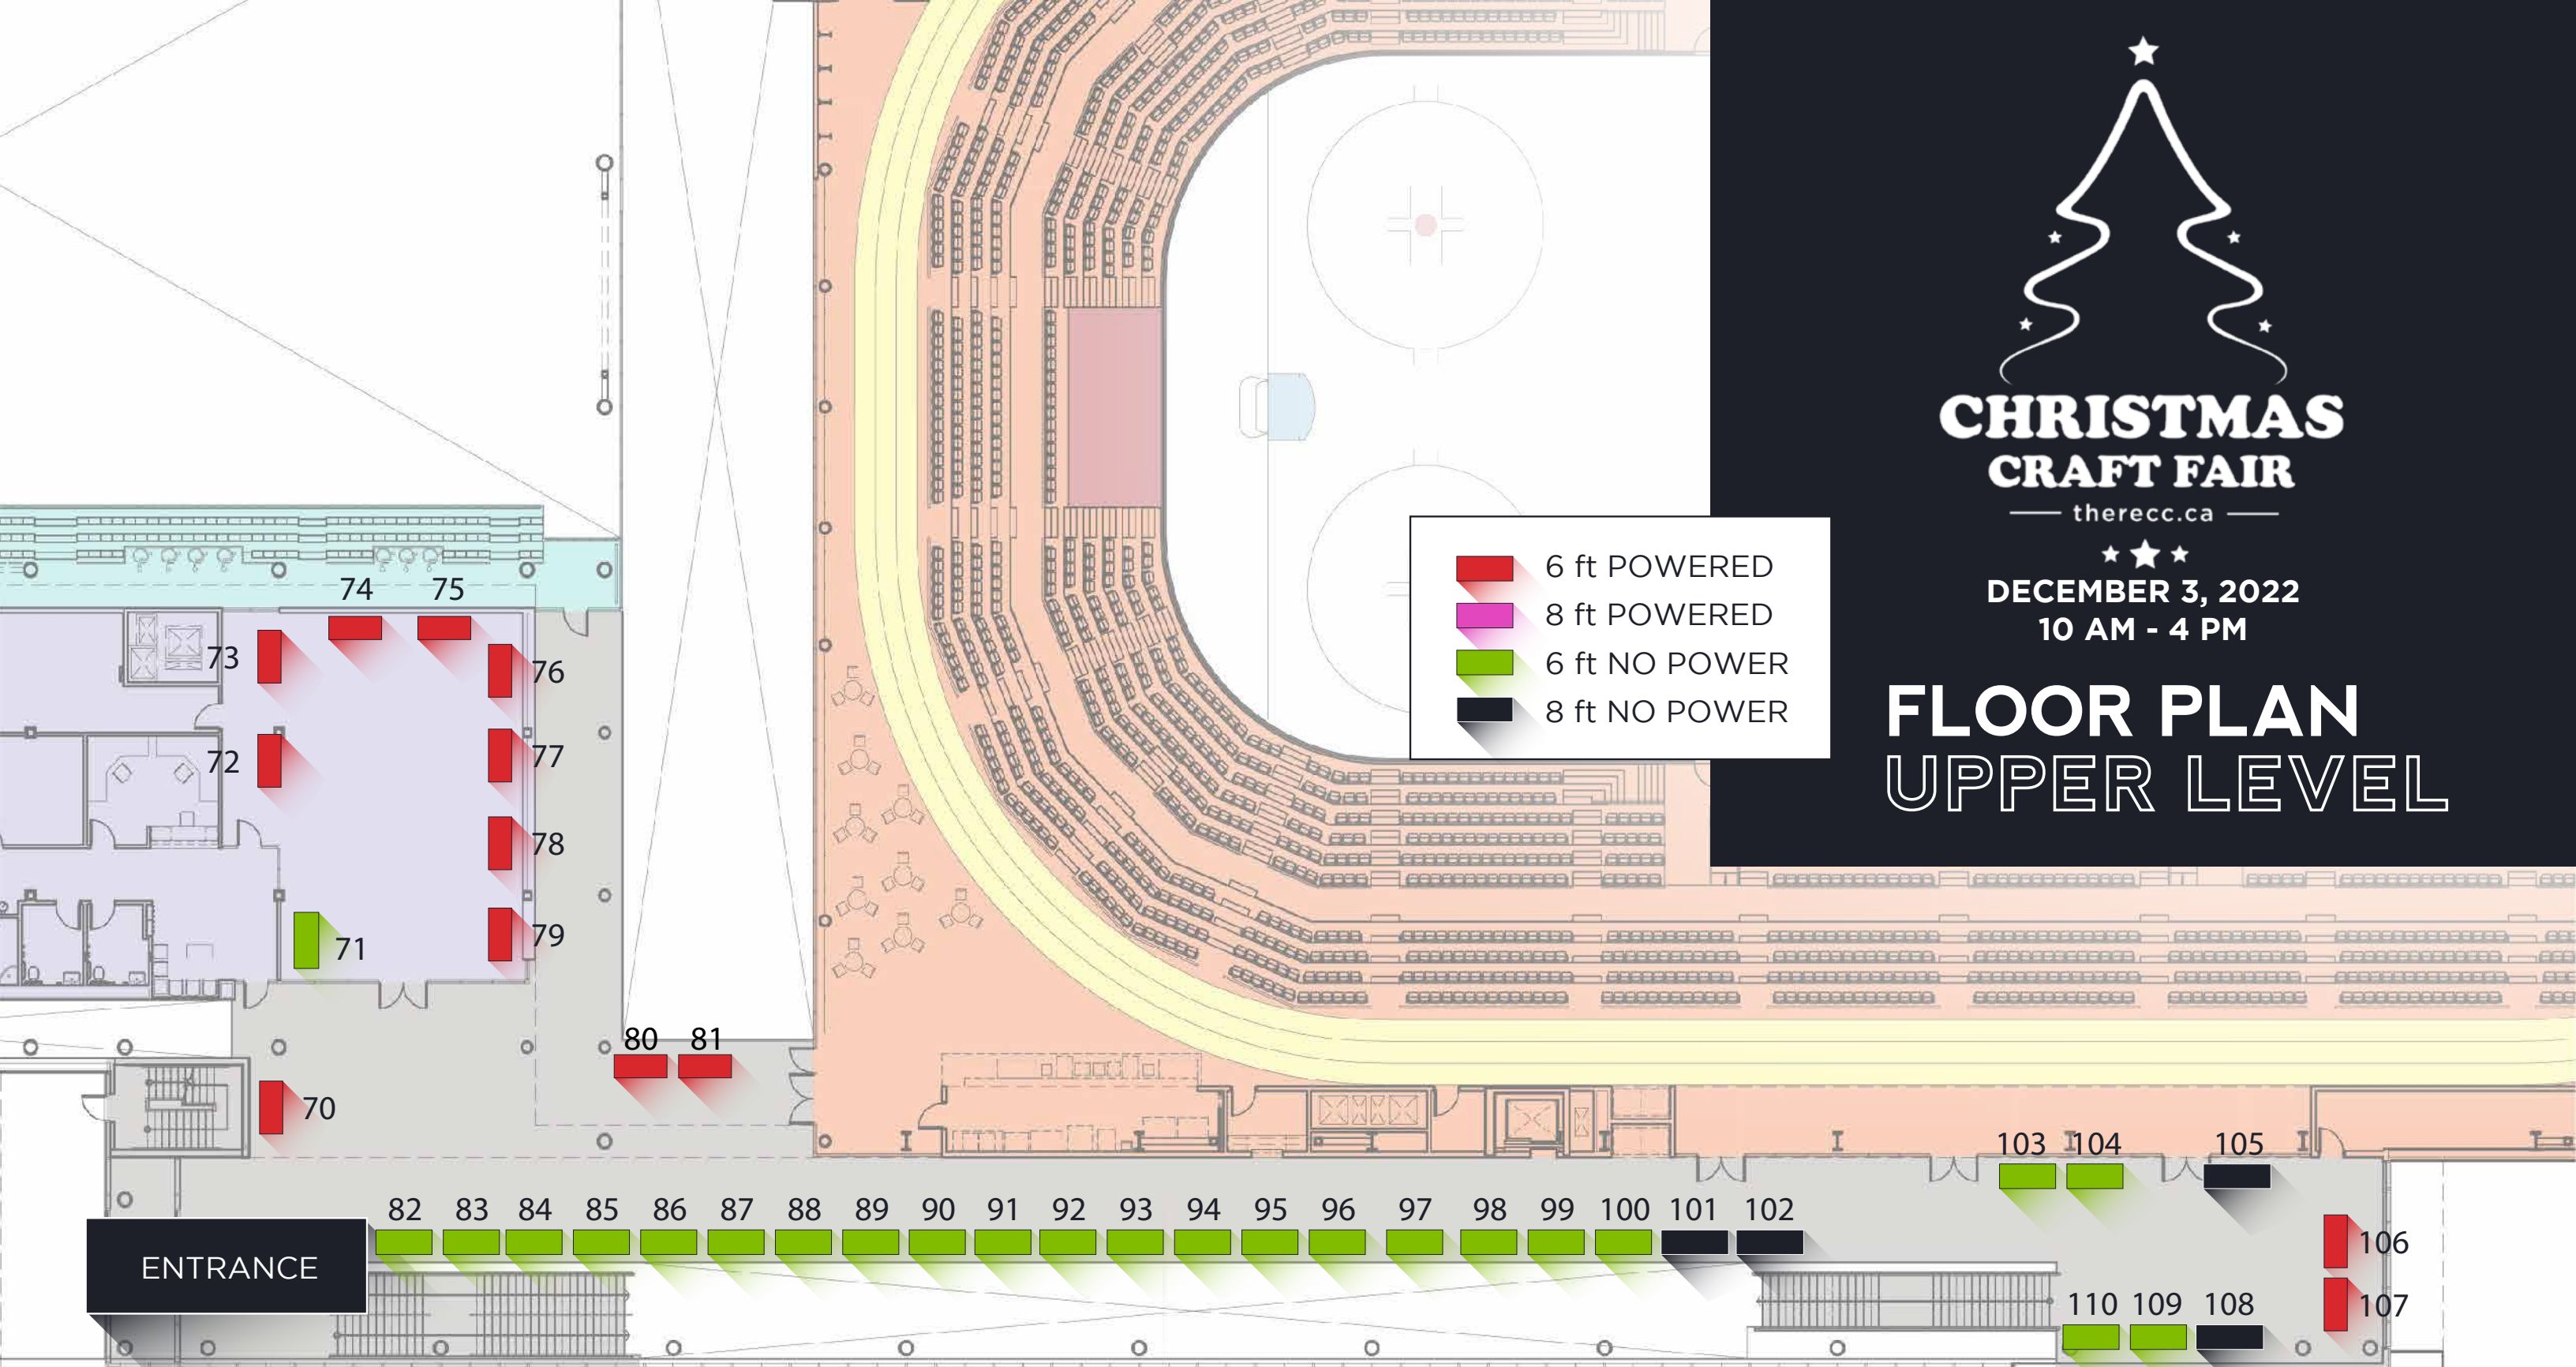 CHRISTMAS
CRAFT FAIR
therecc.ca
DECEMBER 3, 2022
10 AM - 4 PM
FLOOR PLAN
UPPER LEVEL
6 ft POWERED
8 ft POWERED
6 ft NO POWER
8 ft NO POWER
74 75
73 76
72 77
78
71 79
80 81
70
103 104 105
82 83 84 85 86 87 88 89 90 91 92 93 94 95 96 97 98 99 100 101 102
106
ENTRANCE
110 109 108 107